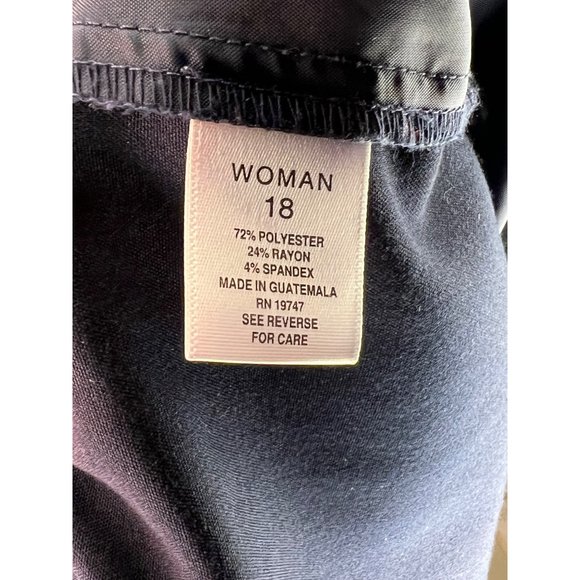 WOMAN
18
72% POLYESTER
24% RAYON
4% SPANDEX
MADE IN GUATEMALA
RN 19747
SEE REVERSE
FOR CARE